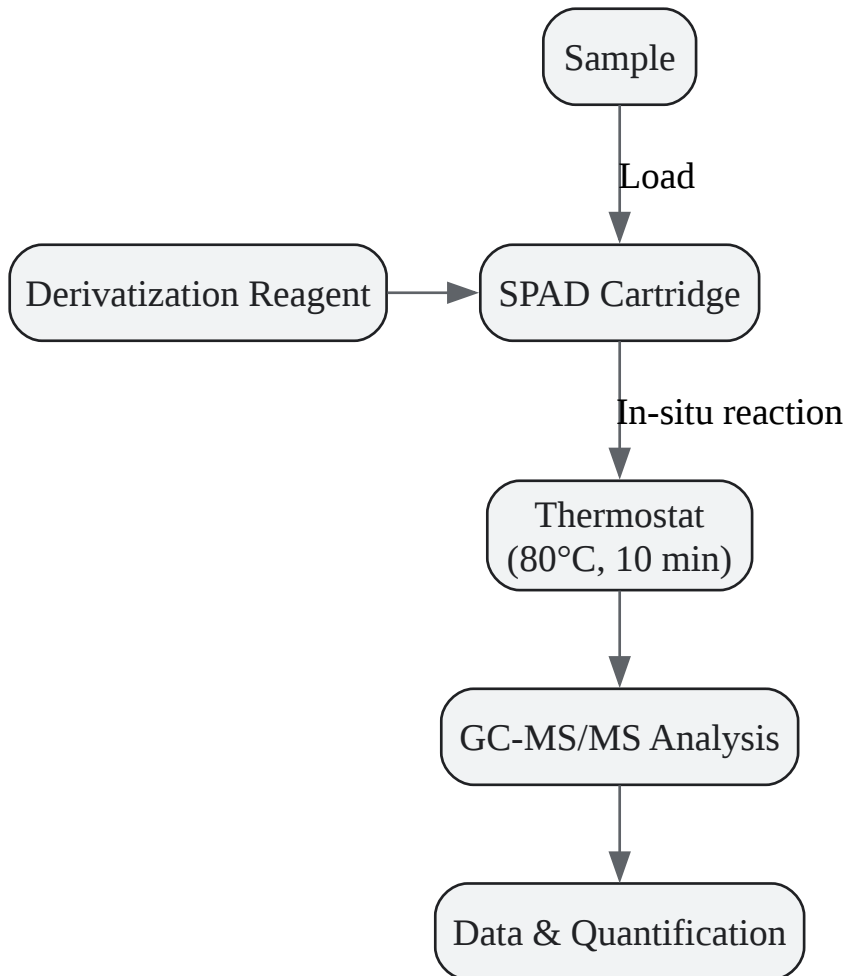 Sample
Load
Derivatization Reagent
SPAD Cartridge
In-situ reaction
Thermostat
(80°C, 10 min)
GC-MS/MS Analysis
Data & Quantification